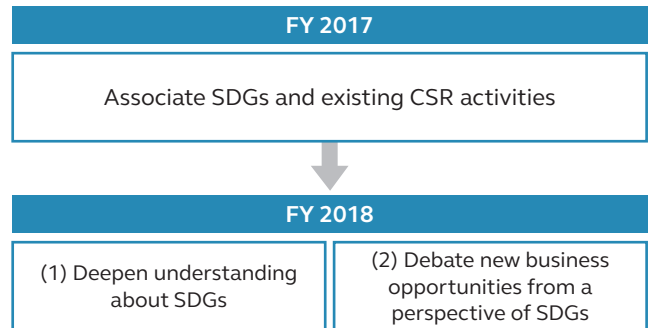 FY 2017
Associate SDGs and existing CSR activities
FY 2018
(1) Deepen understanding
about SDGs
(2) Debate new business
opportunities from a
perspective of SDGs